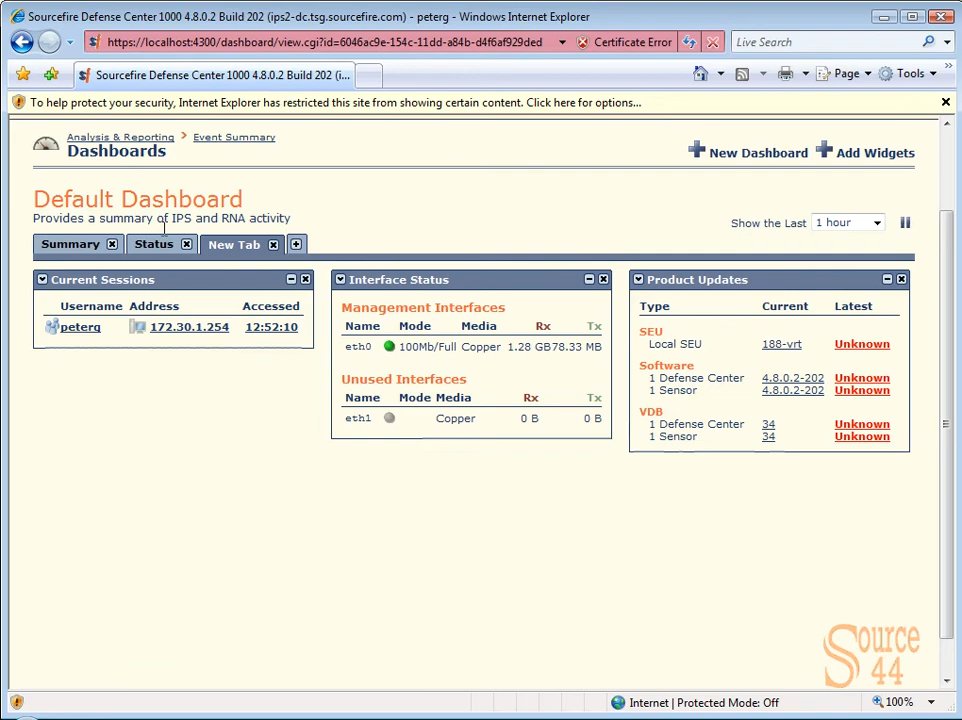 Sourcefire Defense Center 1000 4.8.0.2 Build 202 (ips2-dc.tsg.sourcefire.com) - peterg - Windows Internet Explorer
https://localhost:4300/dashboard/view.cgi?id=6046ac9e-154c-11dd-a84b-d4f6af929ded
Certificate Error
Live Search
Sourcefire Defense Center 1000 4.8.0.2 Build 202 (i...
Page
Tools
To help protect your security, Internet Explorer has restricted this site from showing certain content. Click here for options...
Analysis & Reporting > Event Summary
Dashboards
New Dashboard
Add Widgets
Default Dashboard
Provides a summary of IPS and RNA activity
Show the Last 1 hour
Summary
Status
New Tab
Current Sessions
Username Address Accessed
peterg 172.30.1.254 12:52:10
Interface Status
Management Interfaces
Name Mode Media Rx Tx
eth0 100Mb/Full Copper 1.28 GB 78.33 MB
Unused Interfaces
Name Mode Media Rx Tx
eth1 Copper 0 B 0 B
Product Updates
Type Current Latest
SEU
Local SEU 188-vrt Unknown
Software
1 Defense Center 4.8.0.2-202 Unknown
1 Sensor 4.8.0.2-202 Unknown
VDB
1 Defense Center 34 Unknown
1 Sensor 34 Unknown
Source
44
Internet | Protected Mode: Off
100%